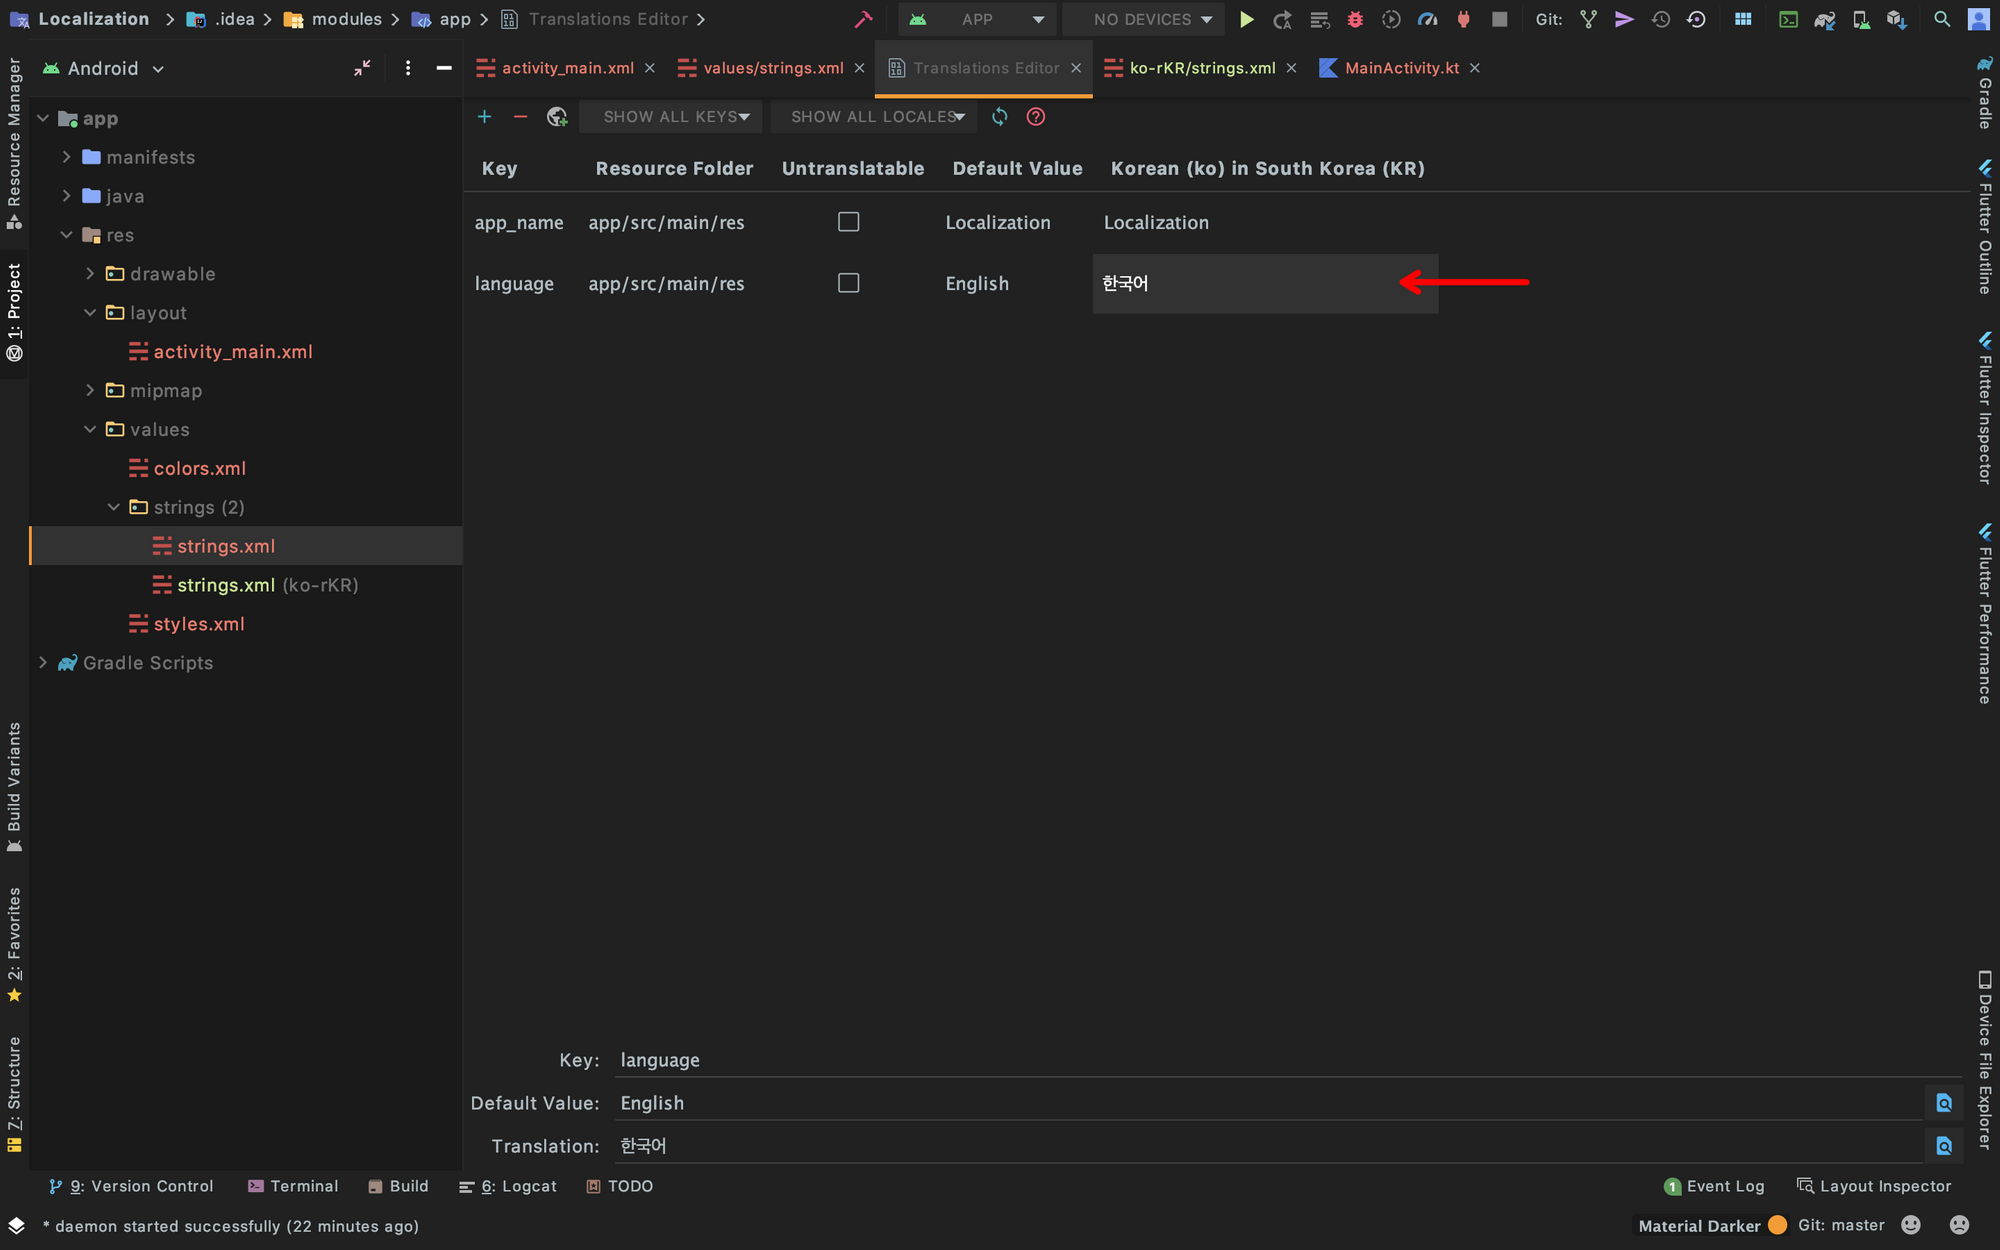 Localization .idea modules app Translations Editor APP NO DEVICES Git:
Android
activity_main.xml values/strings.xml Translations Editor ko-rKR/strings.xml MainActivity.kt
SHOW ALL KEYS SHOW ALL LOCALES
Key Resource Folder Untranslatable Default Value Korean (ko) in South Korea (KR)
app_name app/src/main/res Localization Localization
language app/src/main/res English 한국어
app
manifests
java
res
drawable
layout
activity_main.xml
mipmap
values
colors.xml
strings (2)
strings.xml
strings.xml (ko-rKR)
styles.xml
Gradle Scripts
Resource Manager
1: Project
Build Variants
2: Favorites
Z: Structure
Gradle
Flutter Outline
Flutter Inspector
Flutter Performance
Device File Explorer
Key: language
Default Value: English
Translation: 한국어
9: Version Control Terminal Build 6: Logcat TODO 1 Event Log Layout Inspector
* daemon started successfully (22 minutes ago) Material Darker Git: master